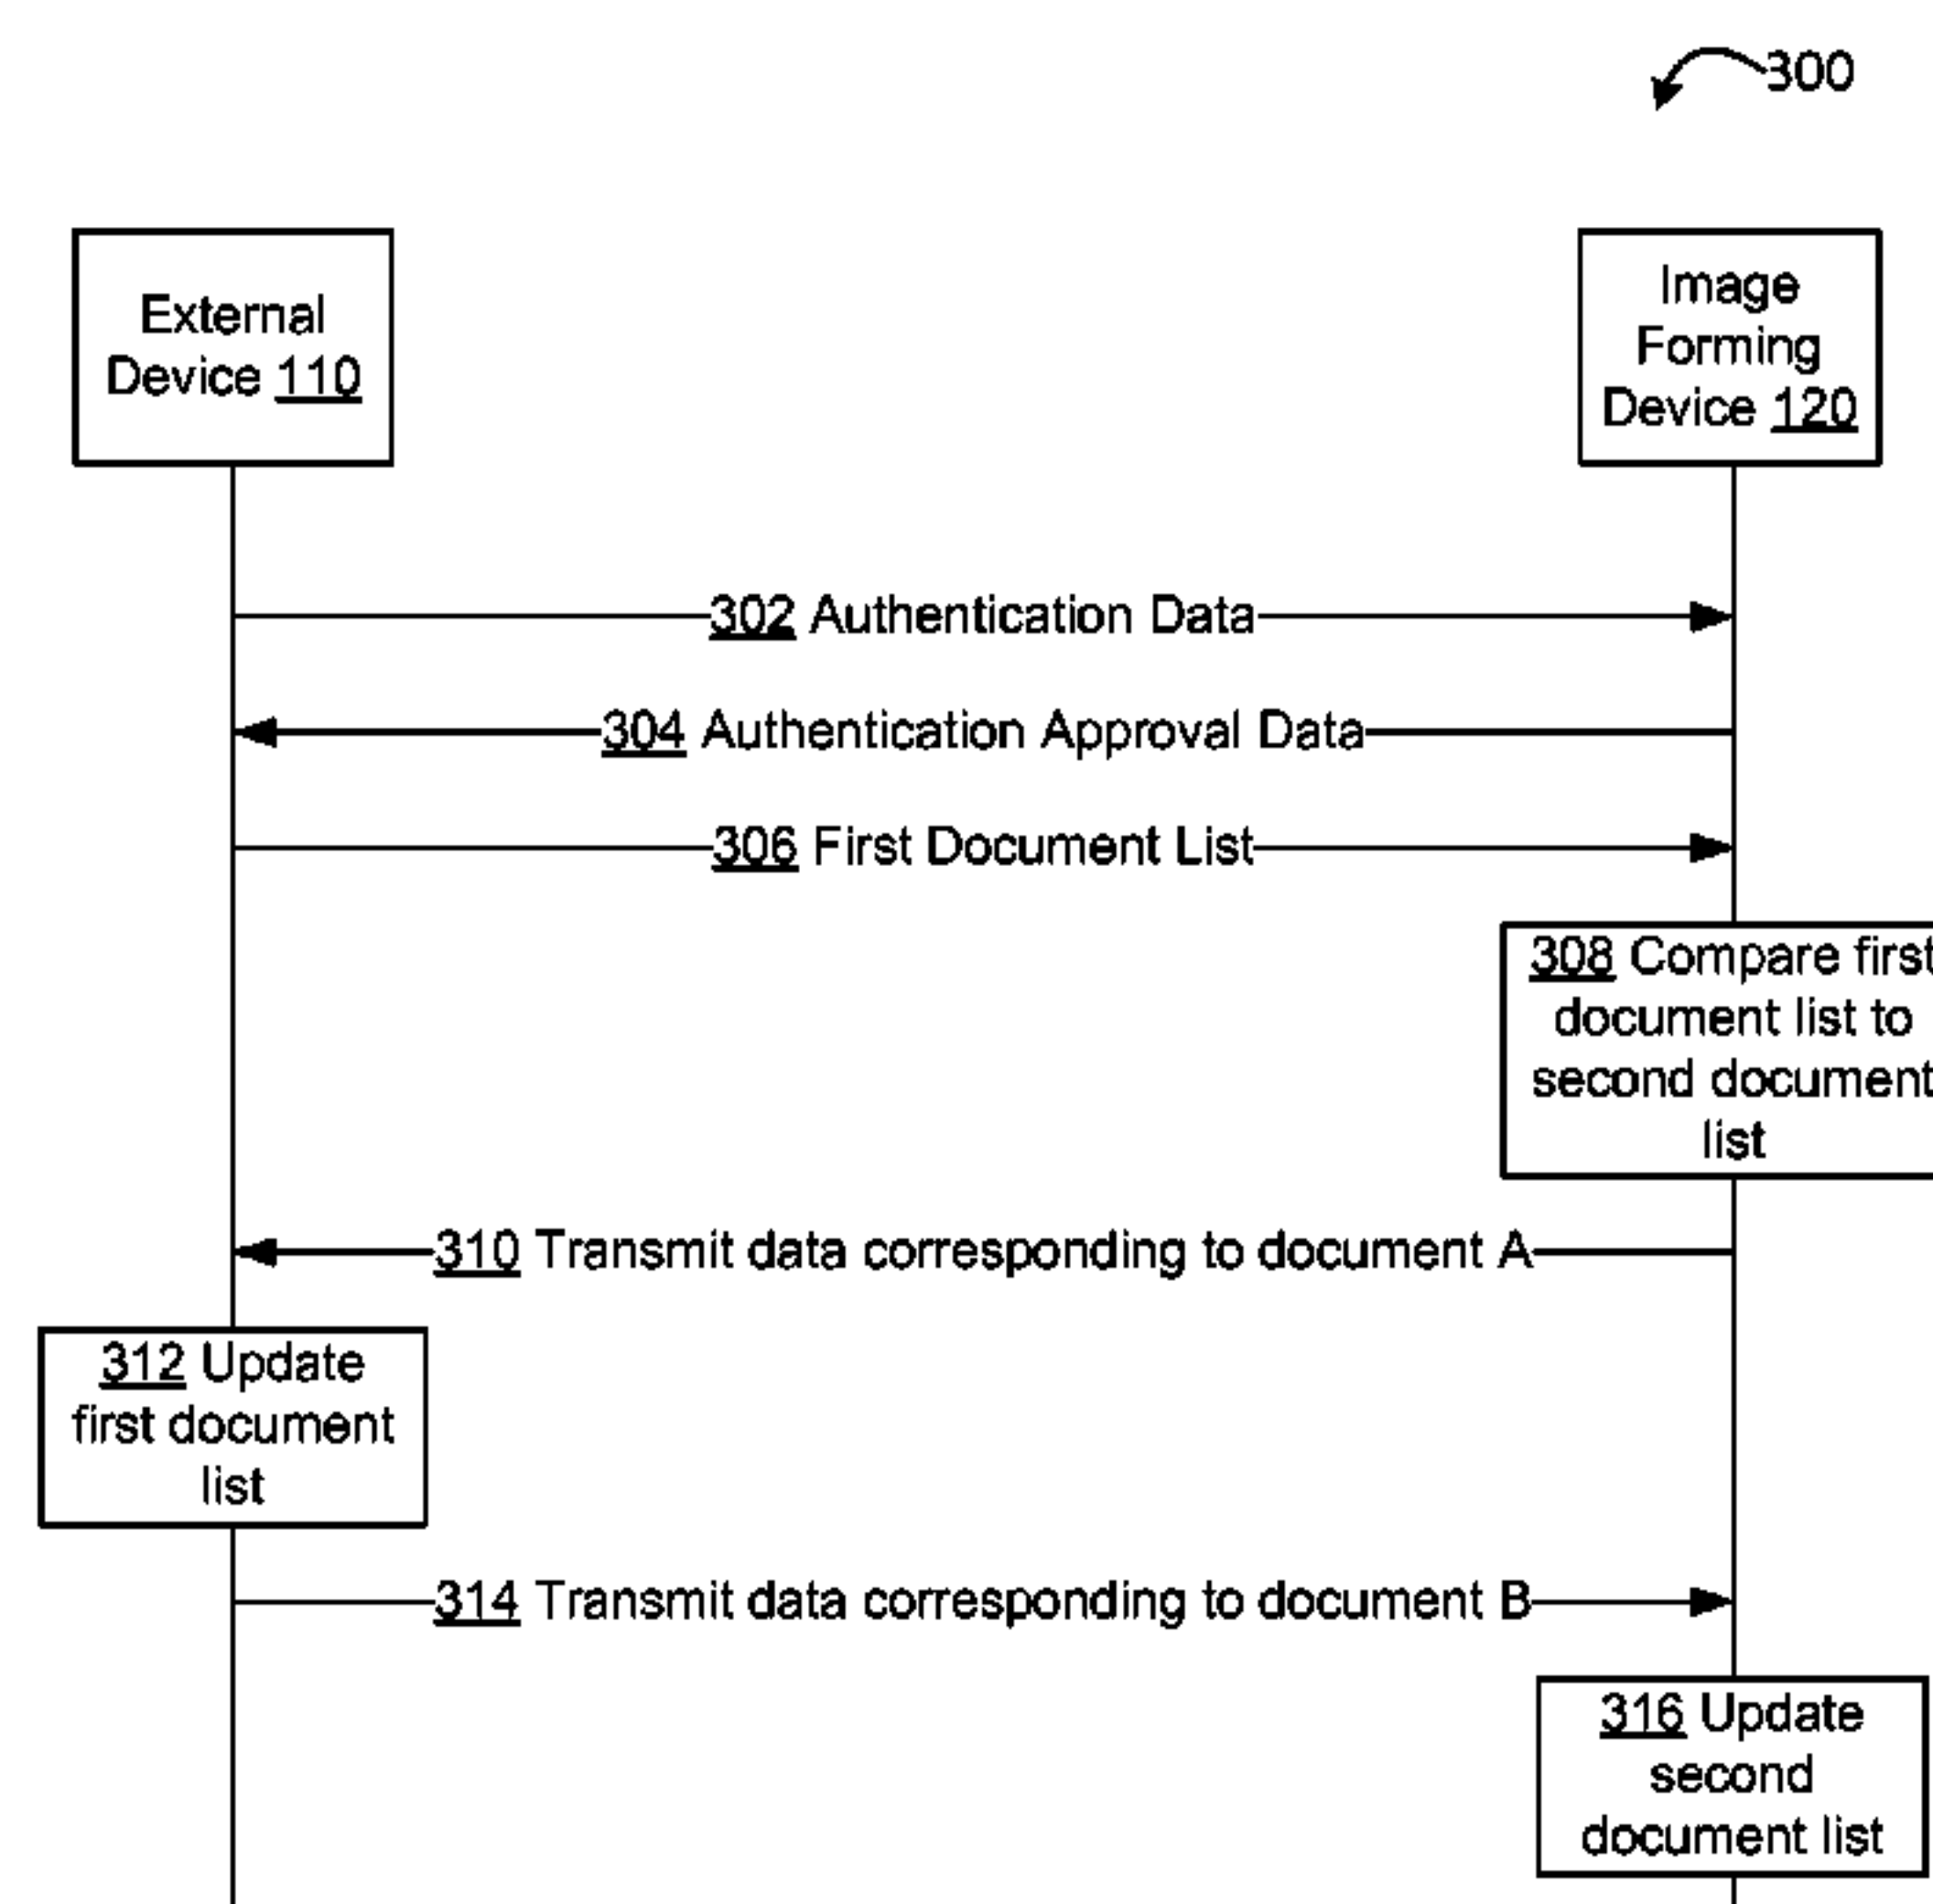 300
External
Device 110
Image
Forming
Device 120
302 Authentication Data
304 Authentication Approval Data
306 First Document List
308 Compare first
document list to
second document
list
310 Transmit data corresponding to document A
312 Update
first document
list
314 Transmit data corresponding to document B
316 Update
second
document list